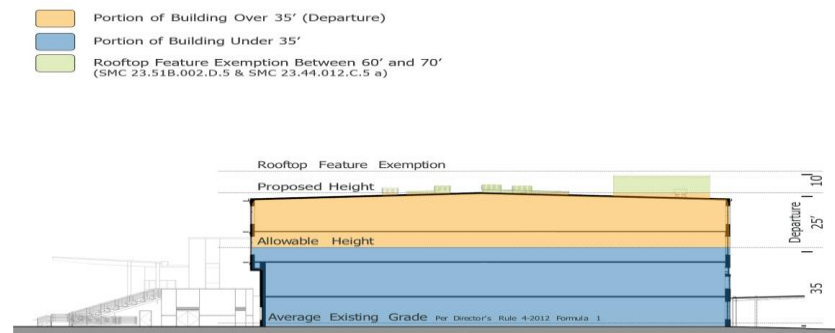 Portion of Building Over 35' (Departure)
Portion of Building Under 35'
Rooftop Feature Exemption Between 60' and 70'
(SMC 23.51B.002.D.5 & SMC 23.44.012.C.5 a)
Rooftop Feature Exemption
Proposed Height
Allowable Height
Average Existing Grade Per Director's Rule 4-2012 Formula 1
10'
Departure
25'
35